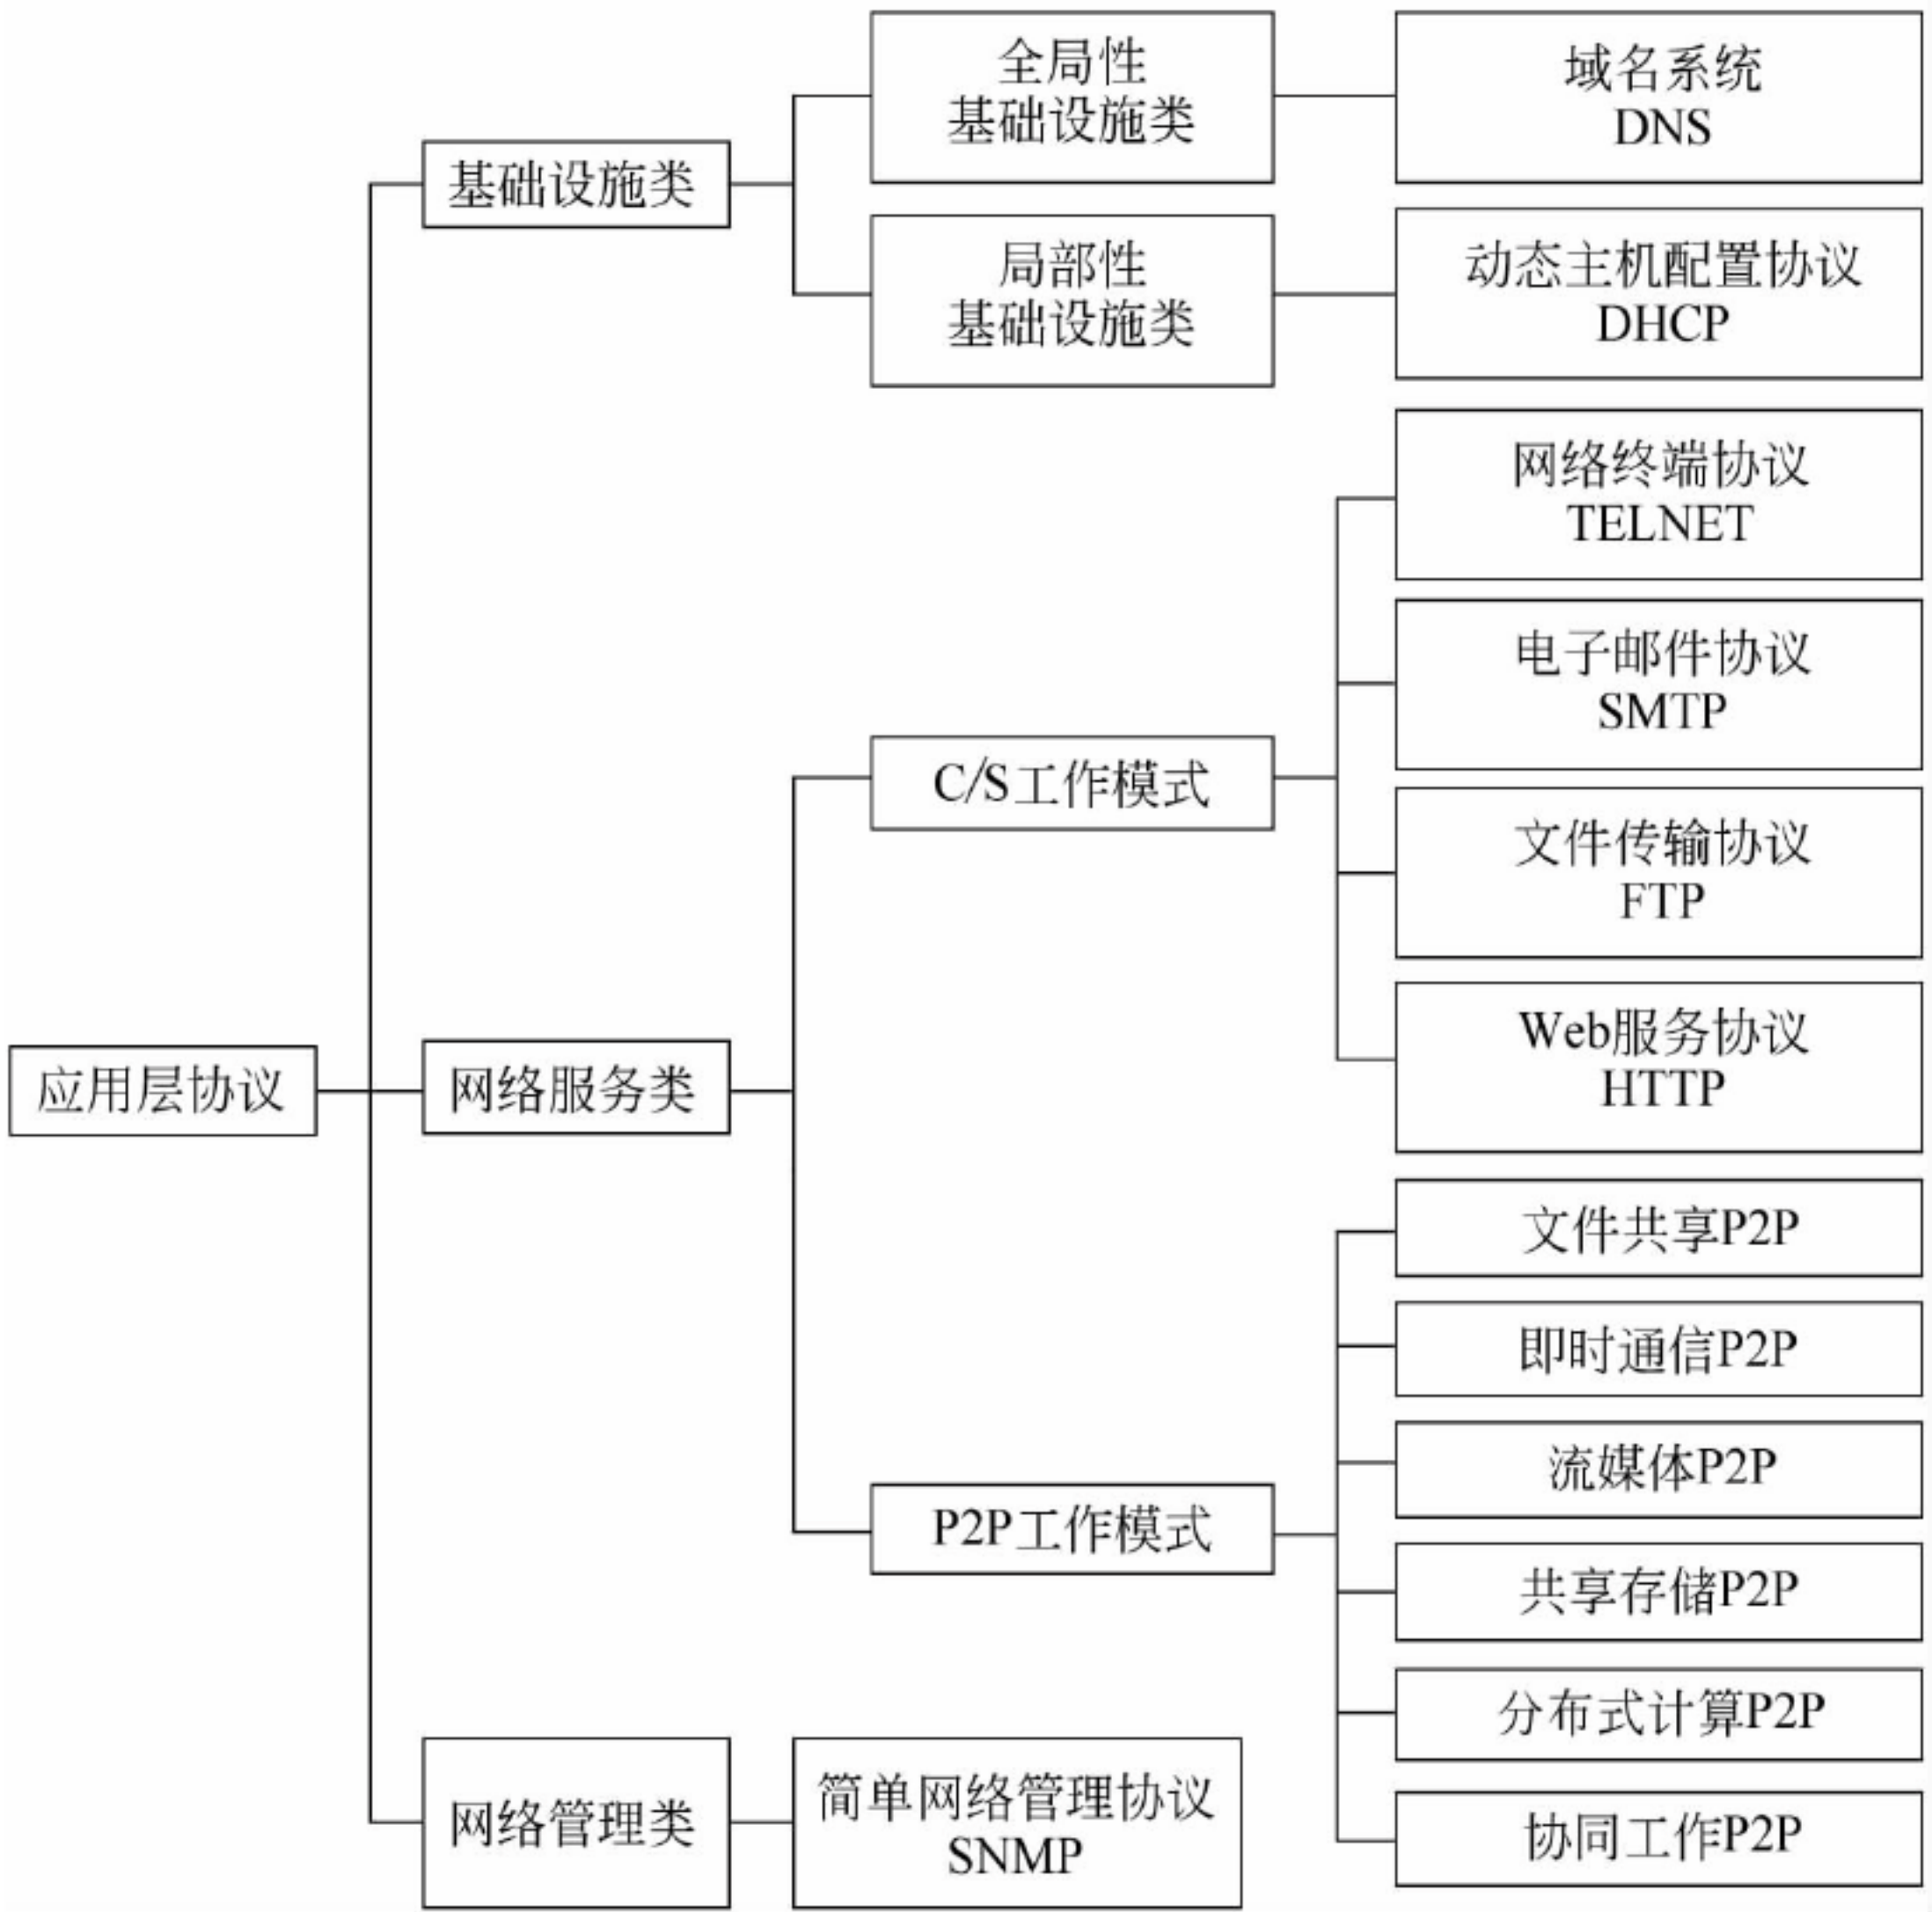 全局性
基础设施类
域名系统
DNS
基础设施类
局部性
基础设施类
动态主机配置协议
DHCP
网络终端协议
TELNET
电子邮件协议
SMTP
C/S工作模式
文件传输协议
FTP
Web服务协议
HTTP
应用层协议
网络服务类
文件共享P2P
即时通信P2P
流媒体P2P
P2P工作模式
共享存储P2P
分布式计算P2P
网络管理类
简单网络管理协议
SNMP
协同工作P2P